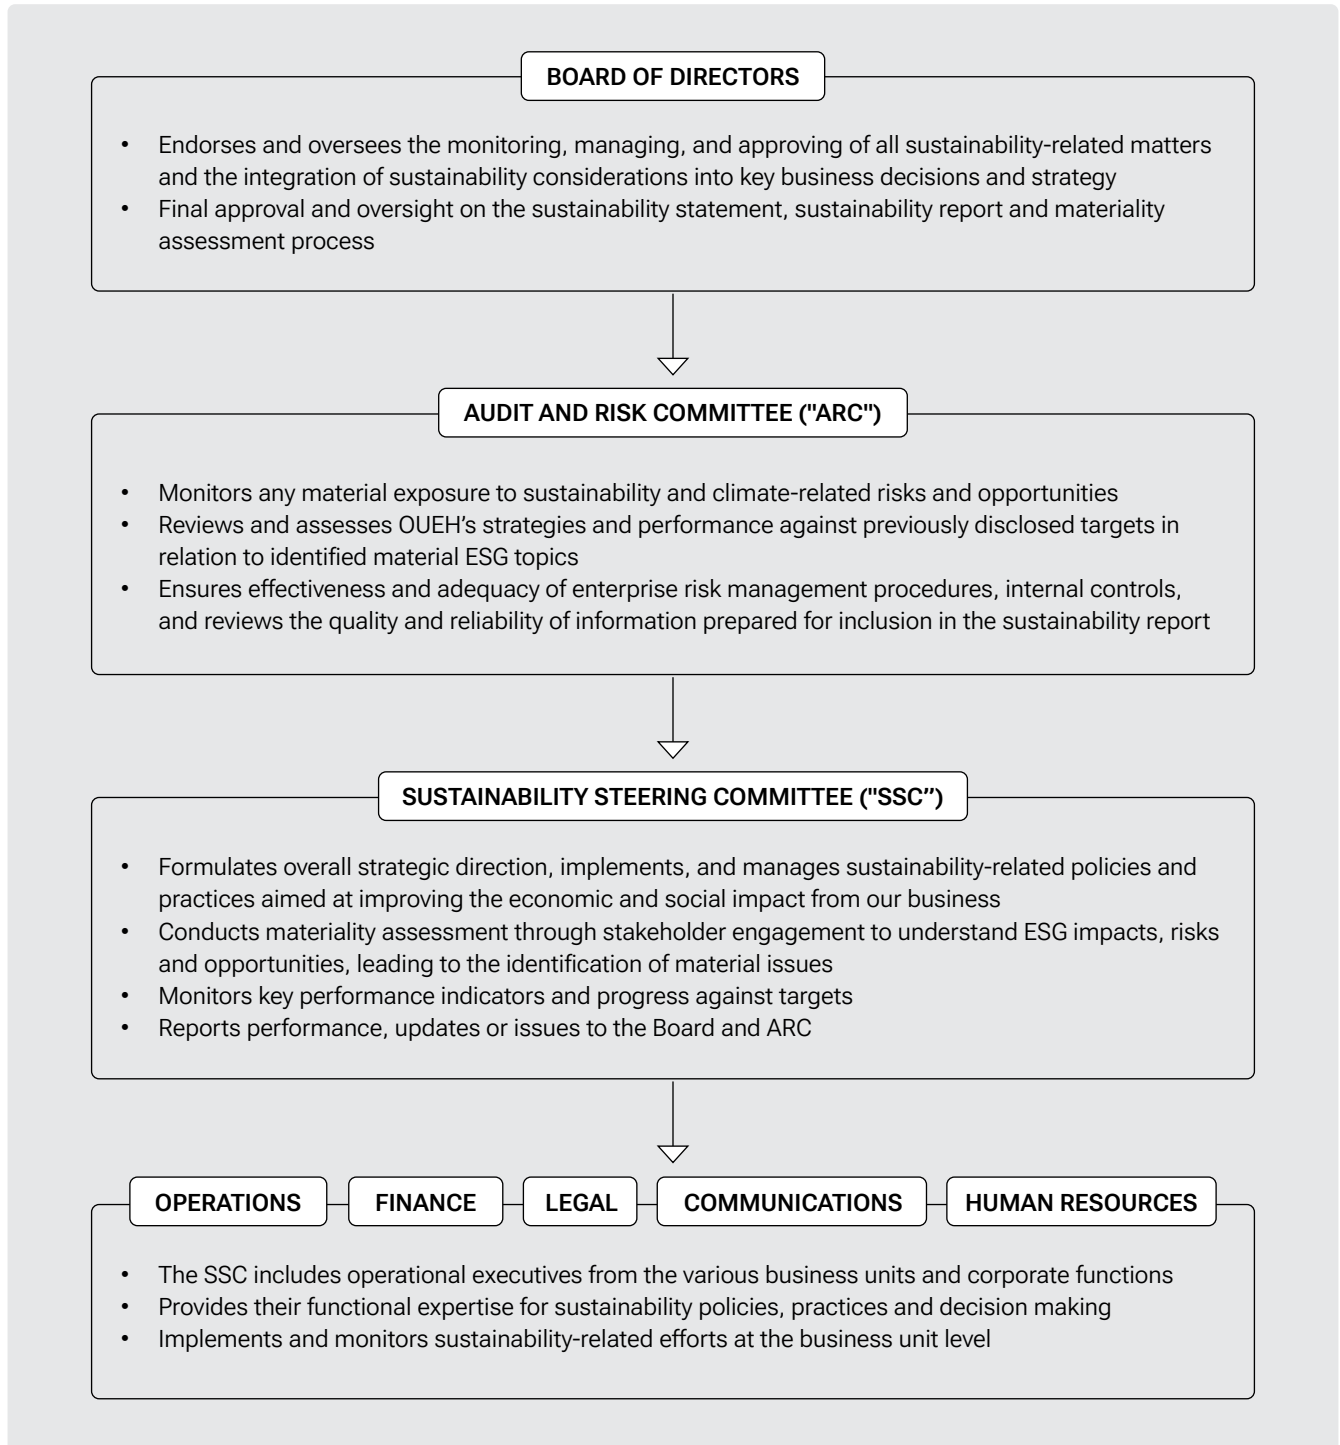 BOARD OF DIRECTORS
• Endorses and oversees the monitoring, managing, and approving of all sustainability-related matters
and the integration of sustainability considerations into key business decisions and strategy
• Final approval and oversight on the sustainability statement, sustainability report and materiality
assessment process
AUDIT AND RISK COMMITTEE ("ARC")
• Monitors any material exposure to sustainability and climate-related risks and opportunities
• Reviews and assesses OUEH’s strategies and performance against previously disclosed targets in
relation to identified material ESG topics
• Ensures effectiveness and adequacy of enterprise risk management procedures, internal controls,
and reviews the quality and reliability of information prepared for inclusion in the sustainability report
SUSTAINABILITY STEERING COMMITTEE ("SSC”)
• Formulates overall strategic direction, implements, and manages sustainability-related policies and
practices aimed at improving the economic and social impact from our business
• Conducts materiality assessment through stakeholder engagement to understand ESG impacts, risks
and opportunities, leading to the identification of material issues
• Monitors key performance indicators and progress against targets
• Reports performance, updates or issues to the Board and ARC
OPERATIONS FINANCE LEGAL COMMUNICATIONS HUMAN RESOURCES
• The SSC includes operational executives from the various business units and corporate functions
• Provides their functional expertise for sustainability policies, practices and decision making
• Implements and monitors sustainability-related efforts at the business unit level